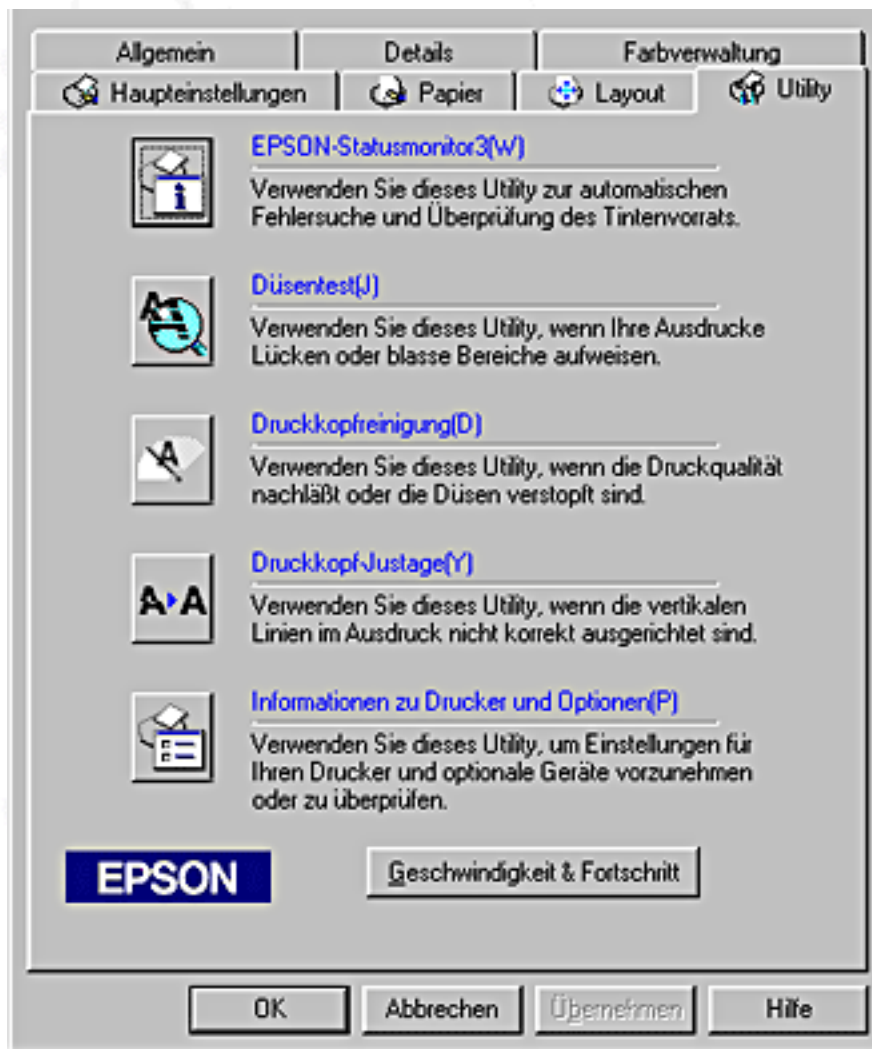 Allgemein Details Farbverwaltung
Haupteinstellungen Papier Layout Utility
EPSON-Statusmonitor3(W)
Verwenden Sie dieses Utility zur automatischen
Fehlersuche und Überprüfung des Tintenvorrats.
Düsentest(J)
Verwenden Sie dieses Utility, wenn Ihre Ausdrucke
Lücken oder blasse Bereiche aufweisen.
Druckkopfreinigung(D)
Verwenden Sie dieses Utility, wenn die Druckqualität
nachläßt oder die Düsen verstopft sind.
Druckkopf-Justage(Y)
Verwenden Sie dieses Utility, wenn die vertikalen
Linien im Ausdruck nicht korrekt ausgerichtet sind.
Informationen zu Drucker und Optionen(P)
Verwenden Sie dieses Utility, um Einstellungen für
Ihren Drucker und optionale Geräte vorzunehmen
oder zu überprüfen.
EPSON Geschwindigkeit & Fortschritt
OK Abbrechen Übernehmen Hilfe